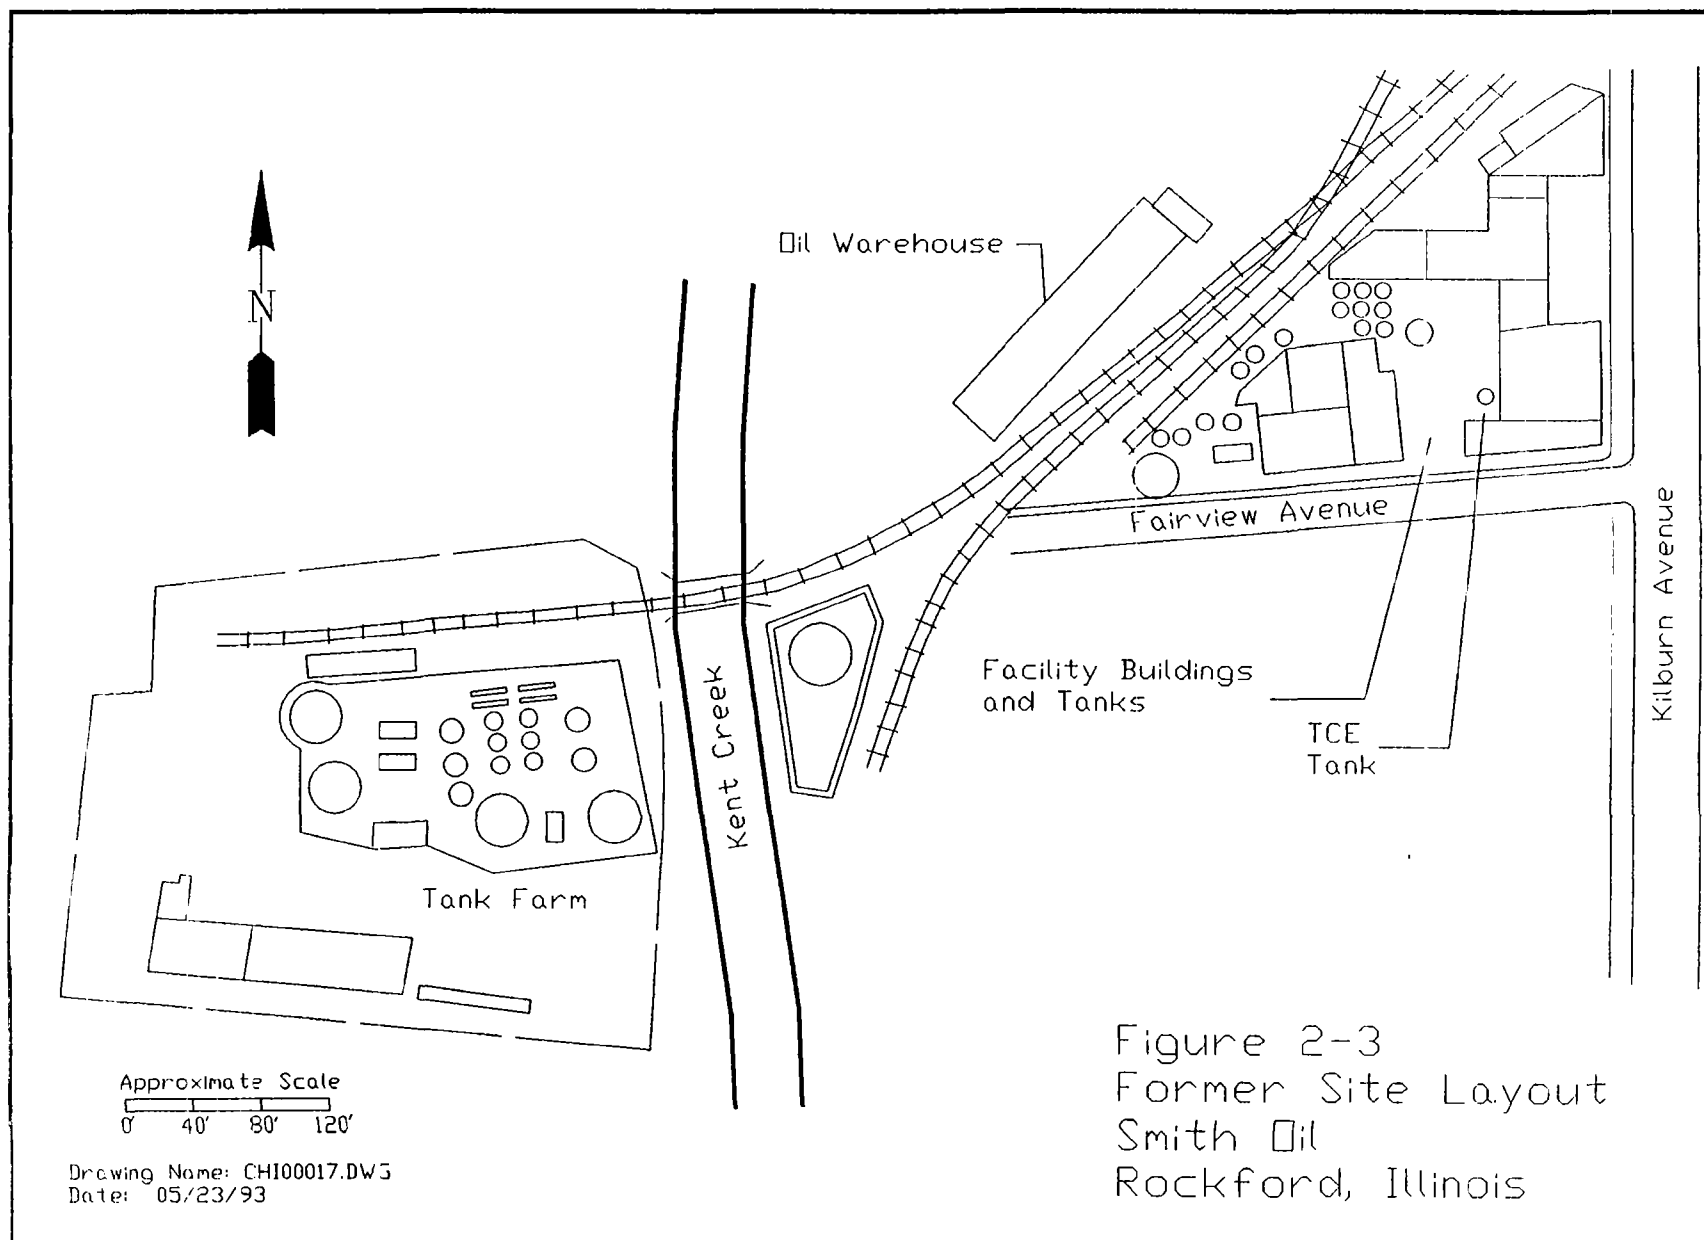 Oil Warehouse
N
Fairview Avenue
Kilburn Avenue
Facility Buildings
and Tanks
TCE
Tank
Kent Creek
Tank Farm
Approximate Scale
0' 40' 80' 120'
Drawing Name: CHI00017.DWG
Date: 05/23/93
Figure 2-3
Former Site Layout
Smith Oil
Rockford, Illinois